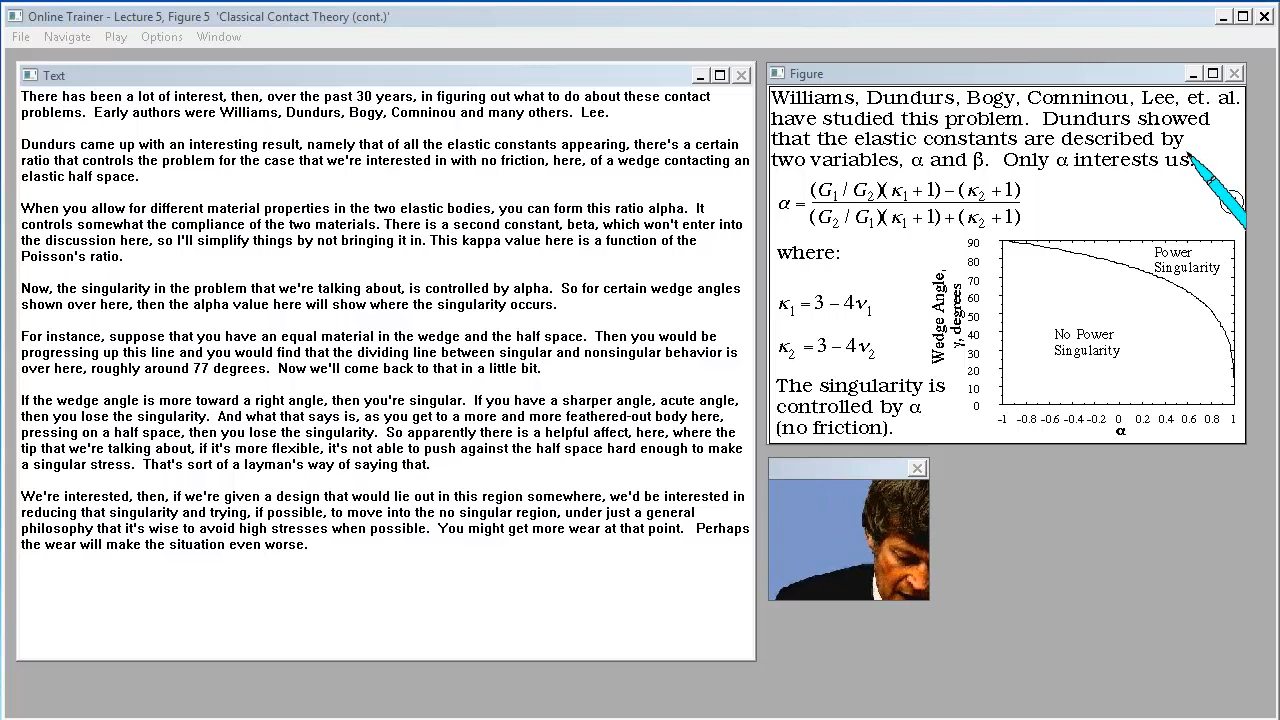 Online Trainer - Lecture 5, Figure 5  'Classical Contact Theory (cont.)'
File Navigate Play Options Window
Text
There has been a lot of interest, then, over the past 30 years, in figuring out what to do about these contact
problems.  Early authors were Williams, Dundurs, Bogy, Comninou and many others.  Lee.
Dundurs came up with an interesting result, namely that of all the elastic constants appearing, there's a certain
ratio that controls the problem for the case that we're interested in with no friction, here, of a wedge contacting an
elastic half space.
When you allow for different material properties in the two elastic bodies, you can form this ratio alpha.  It
controls somewhat the compliance of the two materials. There is a second constant, beta, which won't enter into
the discussion here, so I'll simplify things by not bringing it in. This kappa value here is a function of the
Poisson's ratio.
Now, the singularity in the problem that we're talking about, is controlled by alpha.  So for certain wedge angles
shown over here, then the alpha value here will show where the singularity occurs.
For instance, suppose that you have an equal material in the wedge and the half space.  Then you would be
progressing up this line and you would find that the dividing line between singular and nonsingular behavior is
over here, roughly around 77 degrees.  Now we'll come back to that in a little bit.
If the wedge angle is more toward a right angle, then you're singular.  If you have a sharper angle, acute angle,
then you lose the singularity.  And what that says is, as you get to a more and more feathered-out body here,
pressing on a half space, then you lose the singularity.  So apparently there is a helpful affect, here, where the
tip that we're talking about, if it's more flexible, it's not able to push against the half space hard enough to make
a singular stress.  That's sort of a layman's way of saying that.
We're interested, then, if we're given a design that would lie out in this region somewhere, we'd be interested in
reducing that singularity and trying, if possible, to move into the no singular region, under just a general
philosophy that it's wise to avoid high stresses when possible.  You might get more wear at that point.   Perhaps
the wear will make the situation even worse.
Figure
Williams, Dundurs, Bogy, Comninou, Lee, et. al.
have studied this problem.  Dundurs showed
that the elastic constants are described by
two variables, α and β.  Only α interests us.
α = ((G₁ / G₂)(κ₁ + 1) − (κ₂ + 1)) / ((G₂ / G₁)(κ₁ + 1) + (κ₂ + 1))
where:
κ₁ = 3 − 4ν₁
κ₂ = 3 − 4ν₂
The singularity is
controlled by α
(no friction).
Wedge Angle,
γ, degrees
90
80
70
60
50
40
30
20
10
0
Power
Singularity
No Power
Singularity
-1 -0.8 -0.6 -0.4 -0.2 0 0.2 0.4 0.6 0.8 1
α